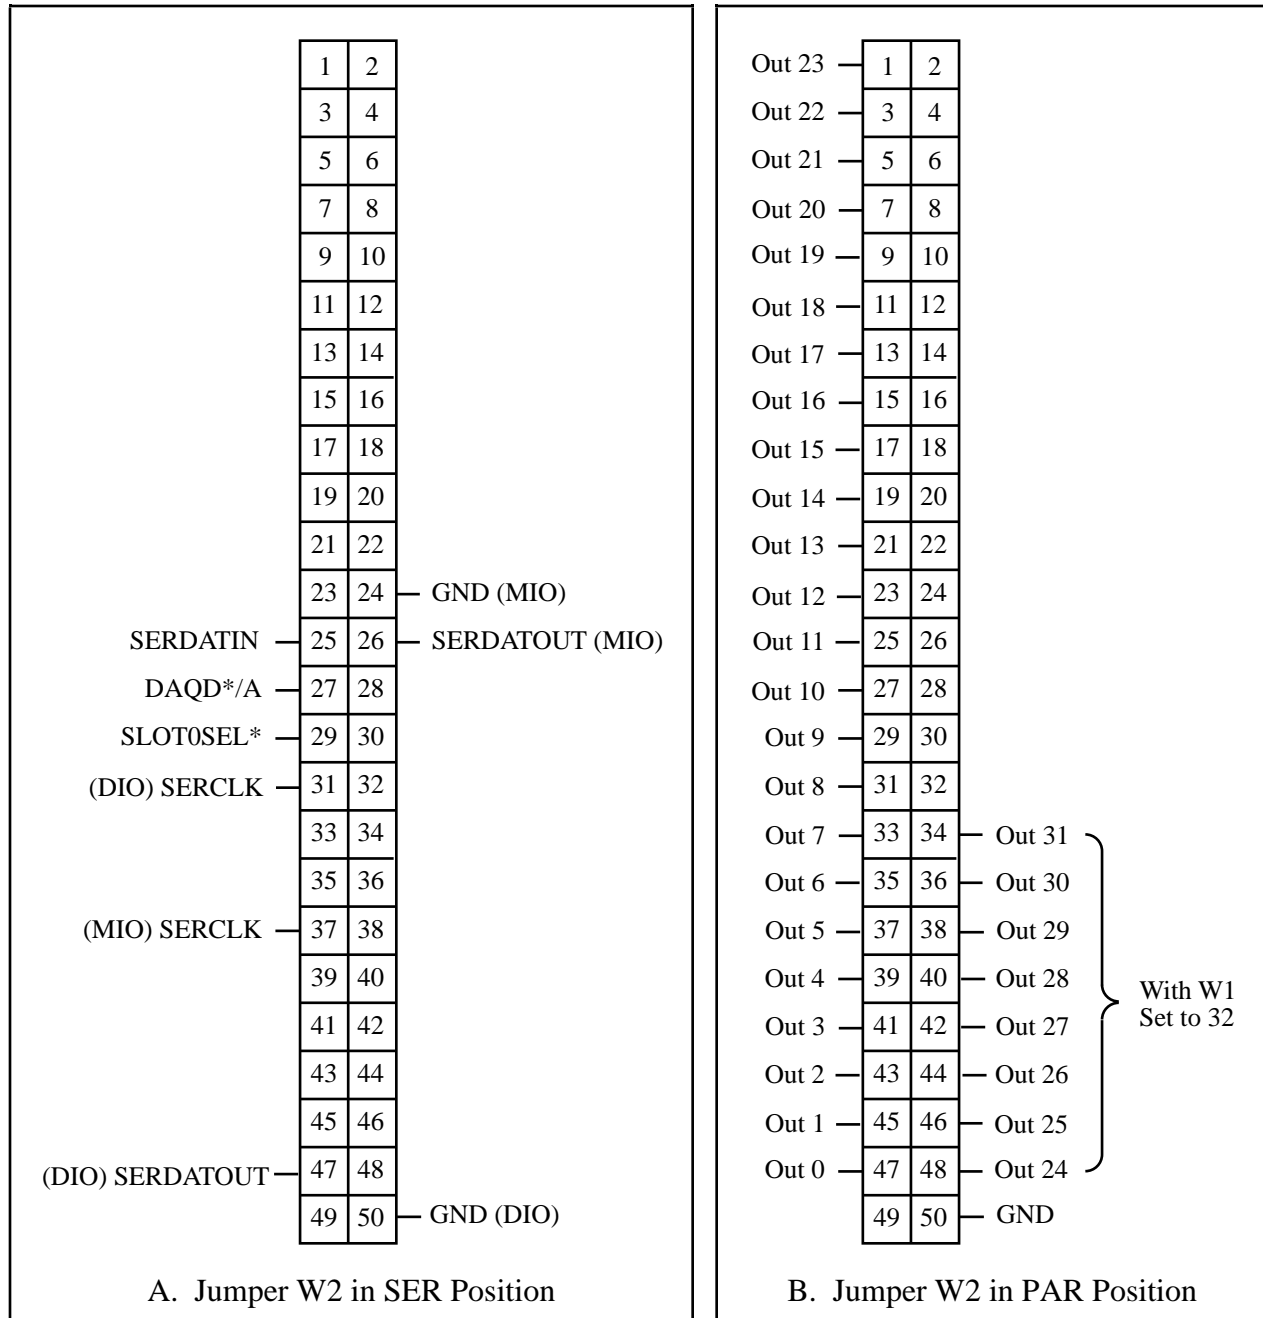 1 2
3 4
5 6
7 8
9 10
11 12
13 14
15 16
17 18
19 20
21 22
23 24 GND (MIO)
SERDATIN 25 26 SERDATOUT (MIO)
DAQD*/A 27 28
SLOT0SEL* 29 30
(DIO) SERCLK 31 32
33 34
35 36
(MIO) SERCLK 37 38
39 40
41 42
43 44
45 46
(DIO) SERDATOUT 47 48
49 50 GND (DIO)
A. Jumper W2 in SER Position
Out 23 1 2
Out 22 3 4
Out 21 5 6
Out 20 7 8
Out 19 9 10
Out 18 11 12
Out 17 13 14
Out 16 15 16
Out 15 17 18
Out 14 19 20
Out 13 21 22
Out 12 23 24
Out 11 25 26
Out 10 27 28
Out 9 29 30
Out 8 31 32
Out 7 33 34 Out 31
Out 6 35 36 Out 30
Out 5 37 38 Out 29
Out 4 39 40 Out 28
Out 3 41 42 Out 27
Out 2 43 44 Out 26
Out 1 45 46 Out 25
Out 0 47 48 Out 24
49 50 GND
With W1
Set to 32
B. Jumper W2 in PAR Position